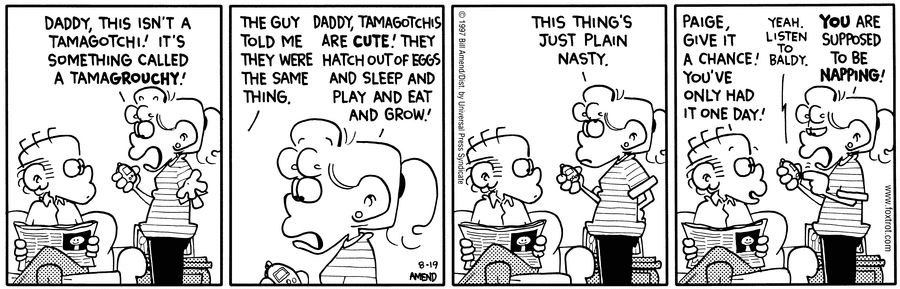 DADDY, THIS ISN'T A
TAMAGOTCHI! IT'S
SOMETHING CALLED
A TAMAGROUCHY!
THE GUY
TOLD ME
THEY WERE
THE SAME
THING.
DADDY, TAMAGOTCHIS
ARE CUTE! THEY
HATCH OUT OF EGGS
AND SLEEP AND
PLAY AND EAT
AND GROW!
8-19
AMEND
© 1997 Bill Amend/Dist. by Universal Press Syndicate
THIS THING'S
JUST PLAIN
NASTY.
PAIGE,
GIVE IT
A CHANCE!
YOU'VE
ONLY HAD
IT ONE DAY!
YEAH.
LISTEN
TO
BALDY.
YOU ARE
SUPPOSED
TO BE
NAPPING!
www.foxtrot.com